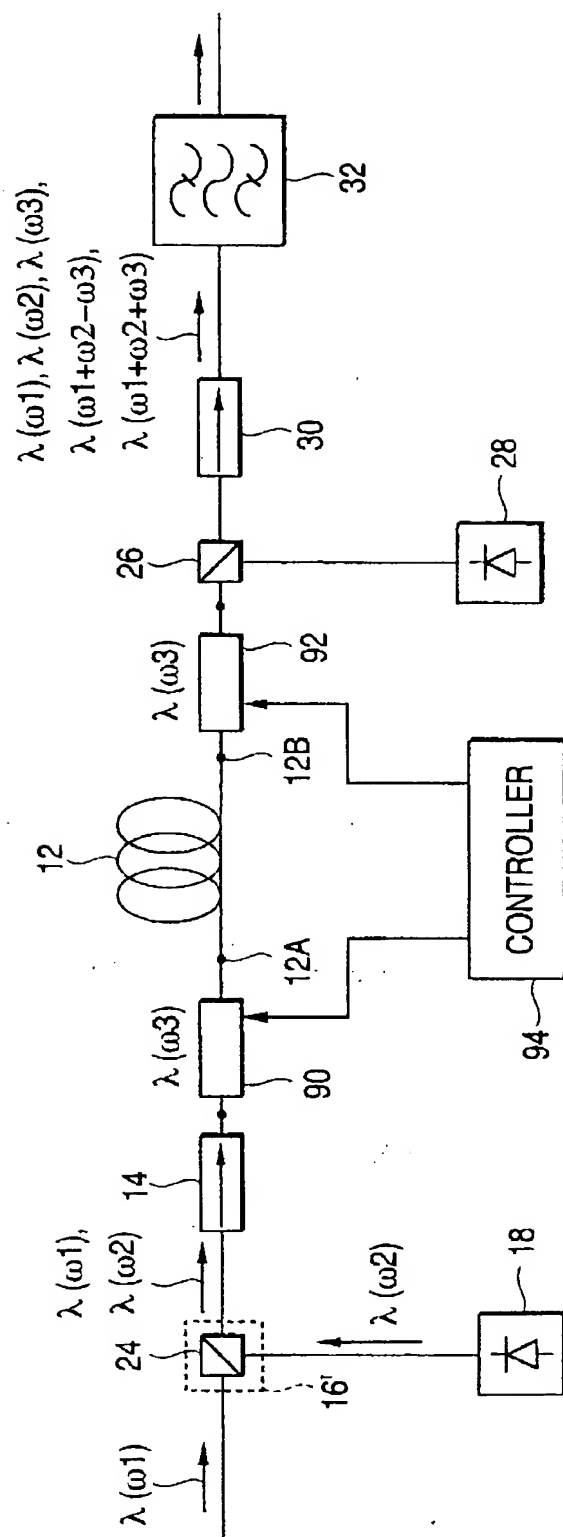 λ(ω1)
24
16'
λ(ω1),
λ(ω2)
λ(ω2)
18
14
λ(ω3)
90
12A
12
12B
λ(ω3)
92
CONTROLLER
94
26
28
30
λ(ω1), λ(ω2), λ(ω3),
λ(ω1+ω2−ω3),
λ(ω1+ω2+ω3)
32